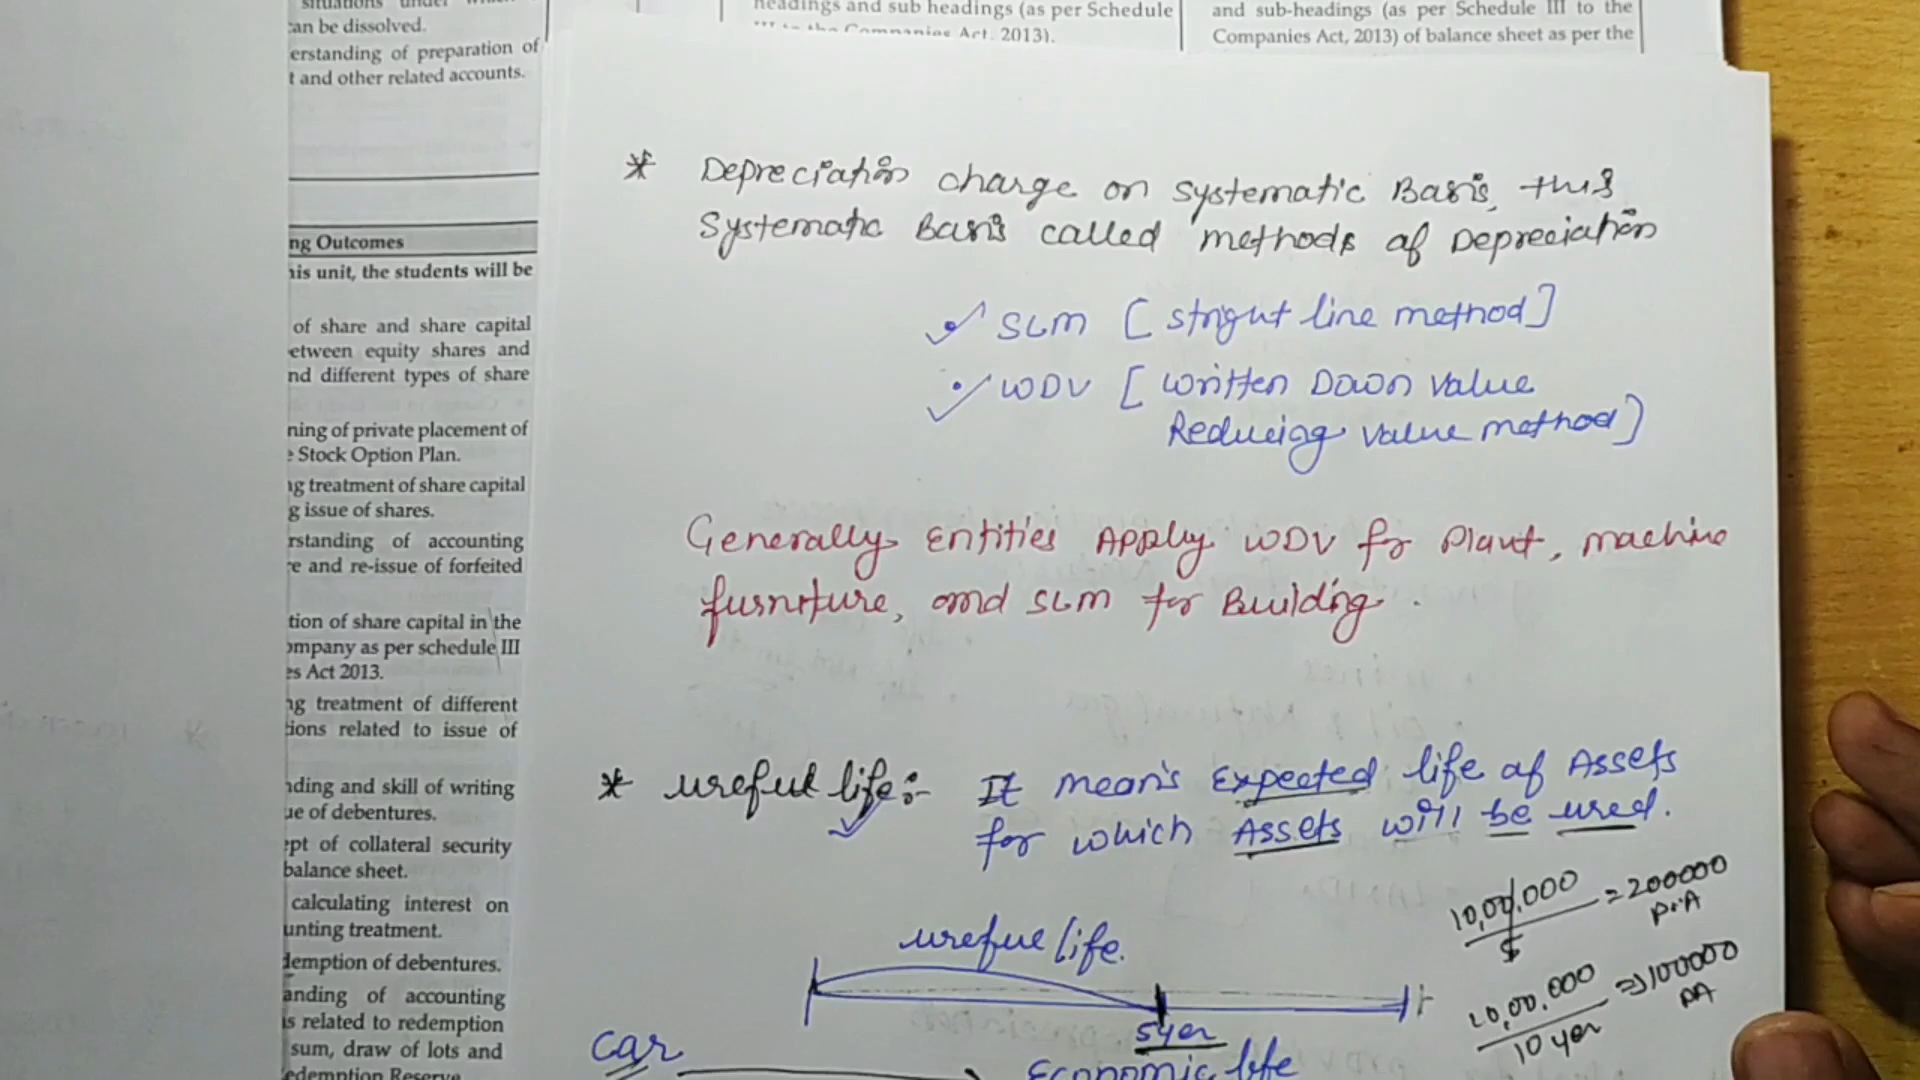 can be dissolved.
erstanding of preparation of
t and other related accounts.
headings and sub headings (as per Schedule
Companies Act, 2013).
and sub-headings (as per Schedule III to the
Companies Act, 2013) of balance sheet as per the
ng Outcomes
his unit, the students will be
of share and share capital
etween equity shares and
nd different types of share
ning of private placement of
e Stock Option Plan.
ng treatment of share capital
g issue of shares.
rstanding of accounting
re and re-issue of forfeited
tion of share capital in the
ompany as per schedule III
es Act 2013.
ng treatment of different
tions related to issue of
nding and skill of writing
ue of debentures.
ept of collateral security
balance sheet.
calculating interest on
unting treatment.
demption of debentures.
anding of accounting
is related to redemption
sum, draw of lots and
edemption Reserve
* Depreciation charge on systematic Basis, this
systematic Basis called methods of Depreciation
SLM [ stright line method ]
• WDV [ Written Down Value
Reducing Value method ]
Generally Entities Apply WDV for Plant, machine
furniture, and SLM for Building.
* useful life:- It mean's Expected life of Assets
for which Assets will be used.
useful life.
5yer
car
Economic life
10,00,000 = 200000
5 P.A
10,00,000 => 100000
10 yer PA